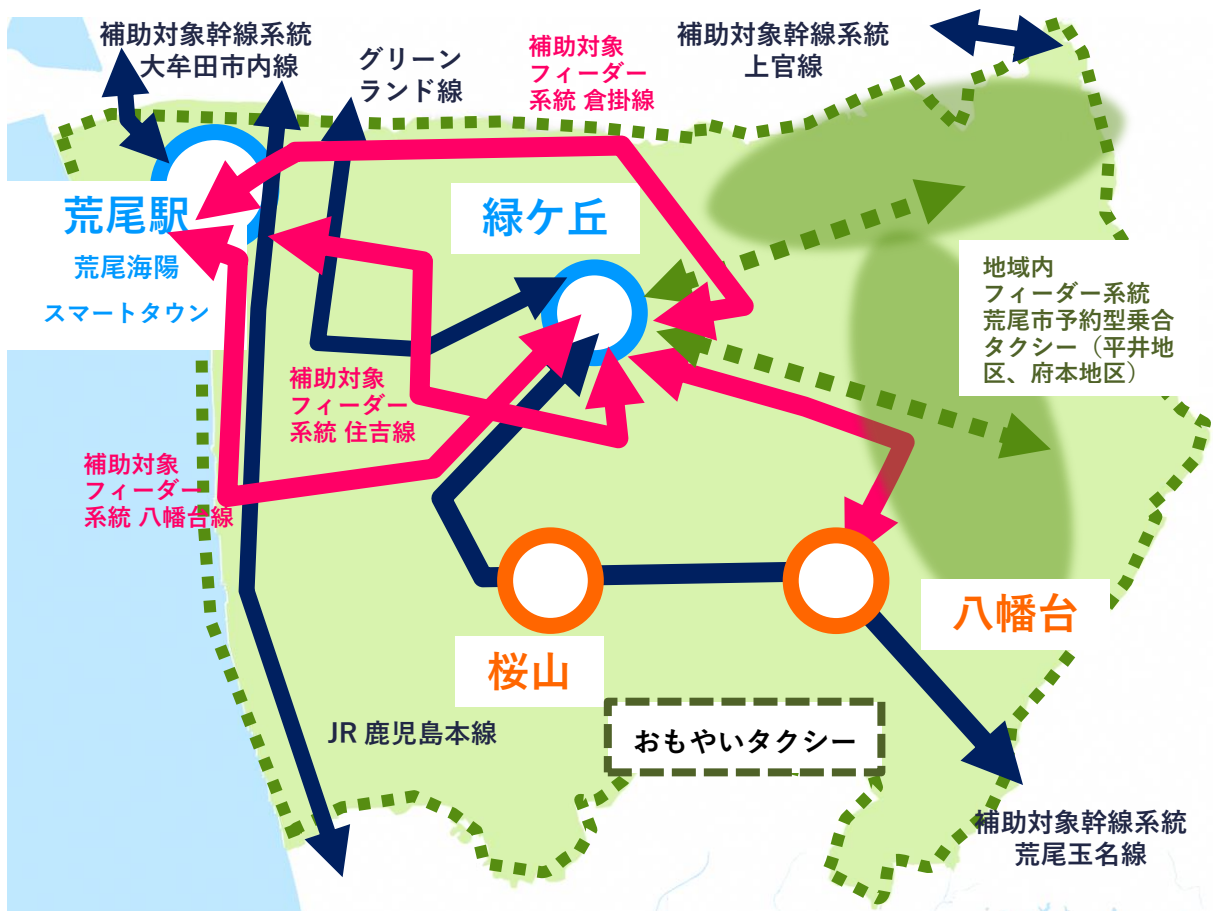 補助対象幹線系統
大牟田市内線
グリーン
ランド線
補助対象
フィーダー
系統 倉掛線
補助対象幹線系統
上官線
荒尾駅
荒尾海陽
スマートタウン
緑ケ丘
地域内
フィーダー系統
荒尾市予約型乗合
タクシー（平井地
区、府本地区）
補助対象
フィーダー
系統 住吉線
補助対象
フィーダー
系統 八幡台線
桜山
八幡台
JR 鹿児島本線
おもやいタクシー
補助対象幹線系統
荒尾玉名線